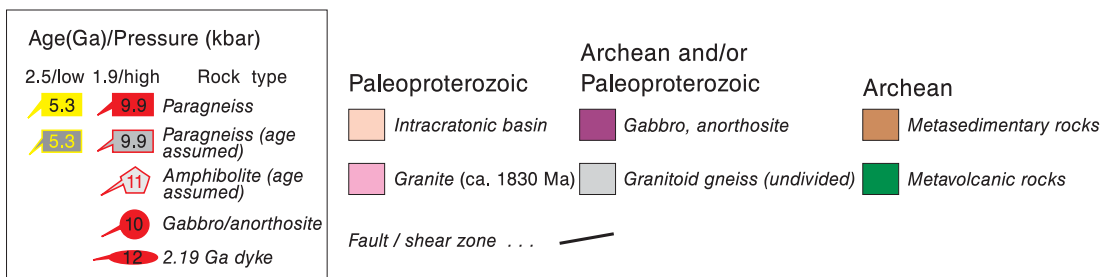 Age(Ga)/Pressure (kbar)
2.5/low 1.9/high Rock type
5.3 9.9 Paragneiss
5.3 9.9 Paragneiss (age
assumed)
11 Amphibolite (age
assumed)
10 Gabbro/anorthosite
12 2.19 Ga dyke
Paleoproterozoic
Intracratonic basin
Granite (ca. 1830 Ma)
Fault / shear zone . . .
Archean and/or
Paleoproterozoic
Gabbro, anorthosite
Granitoid gneiss (undivided)
Archean
Metasedimentary rocks
Metavolcanic rocks